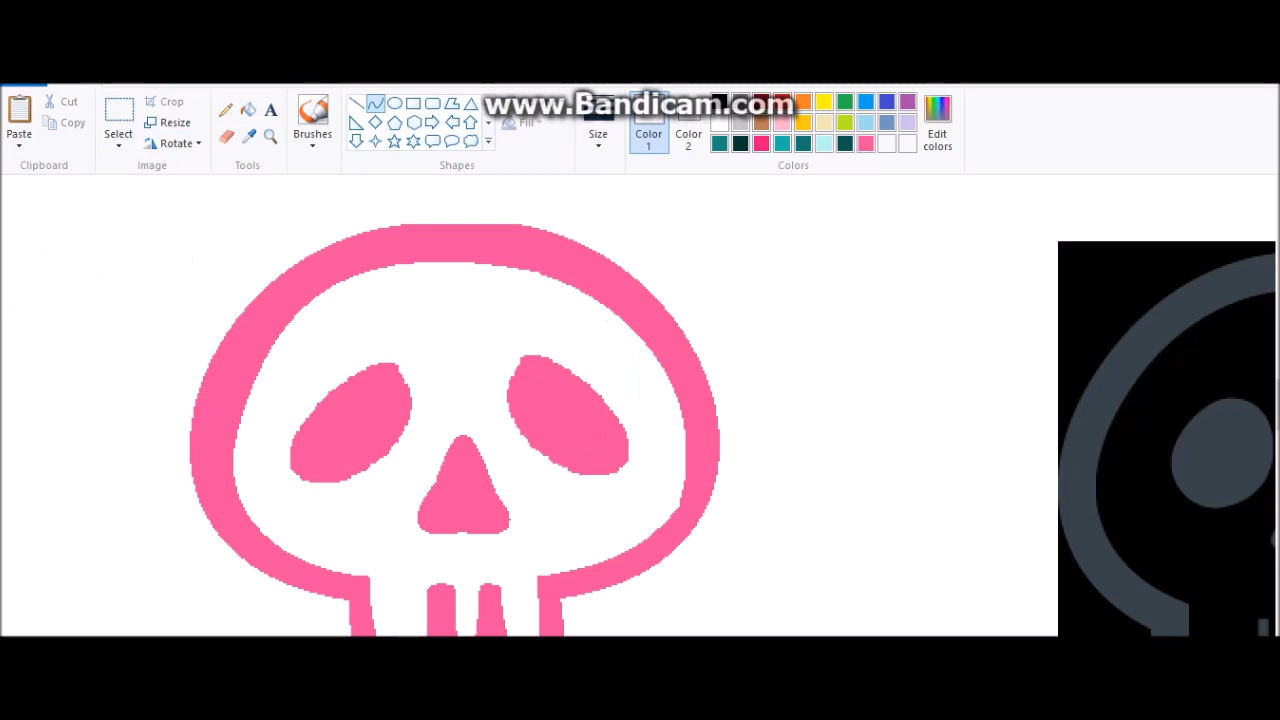 www.Bandicam.com
Cut
Copy
Paste
Clipboard
Crop
Resize
Rotate
Select
Image
A
Tools
Brushes
Shapes
Fill
Size
Color
1
Color
2
Edit
colors
Colors